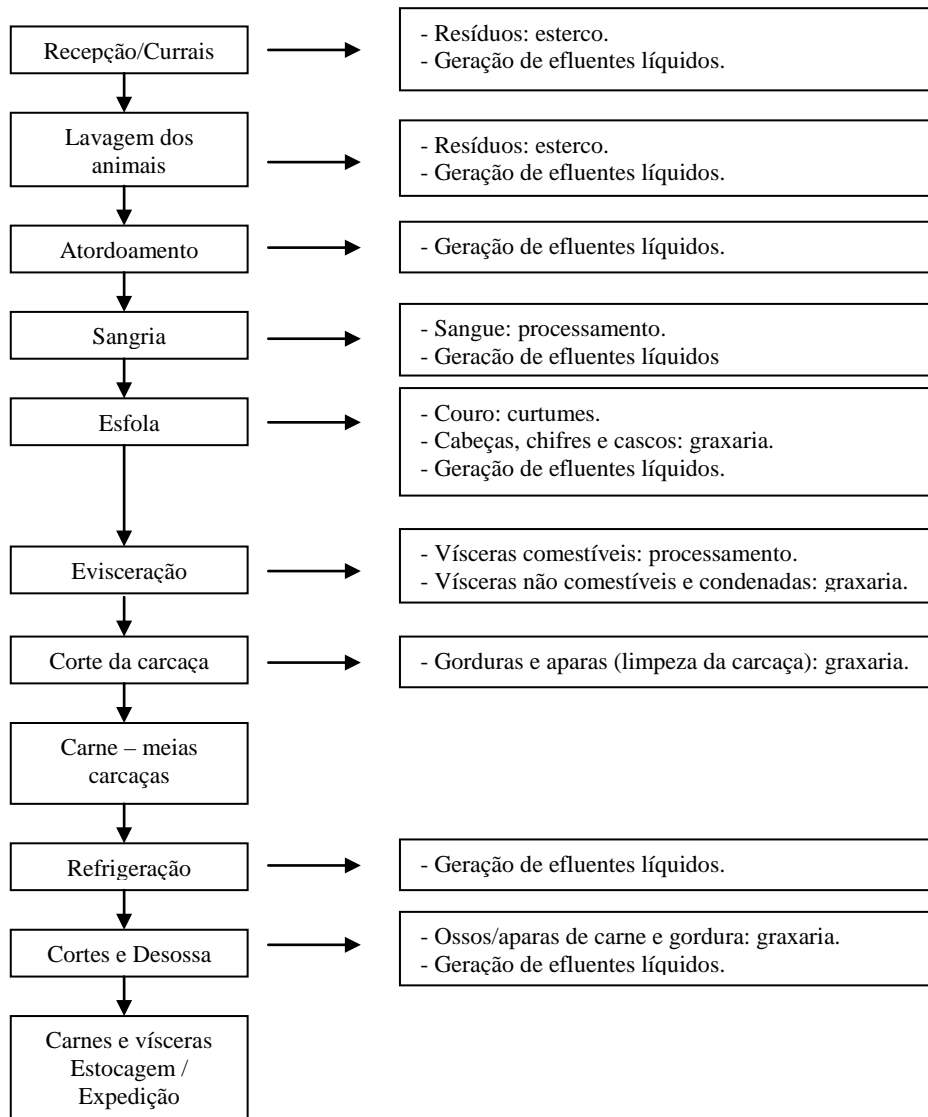 Recepção/Currais
- Resíduos: esterco.
- Geração de efluentes líquidos.
Lavagem dos
animais
- Resíduos: esterco.
- Geração de efluentes líquidos.
Atordoamento
- Geração de efluentes líquidos.
Sangria
- Sangue: processamento.
- Geração de efluentes líquidos
Esfola
- Couro: curtumes.
- Cabeças, chifres e cascos: graxaria.
- Geração de efluentes líquidos.
Evisceração
- Vísceras comestíveis: processamento.
- Vísceras não comestíveis e condenadas: graxaria.
Corte da carcaça
- Gorduras e aparas (limpeza da carcaça): graxaria.
Carne – meias
carcaças
Refrigeração
- Geração de efluentes líquidos.
Cortes e Desossa
- Ossos/aparas de carne e gordura: graxaria.
- Geração de efluentes líquidos.
Carnes e vísceras
Estocagem /
Expedição